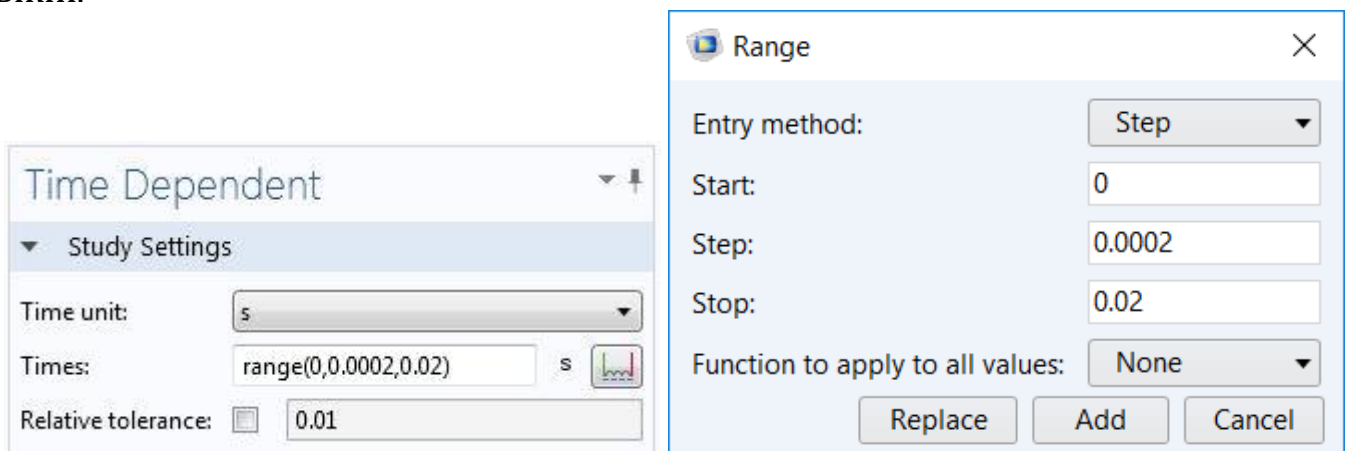 Time Dependent
Study Settings
Time unit: s
Times: range(0,0.0002,0.02) s
Relative tolerance: 0.01
Range
Entry method: Step
Start: 0
Step: 0.0002
Stop: 0.02
Function to apply to all values: None
Replace Add Cancel